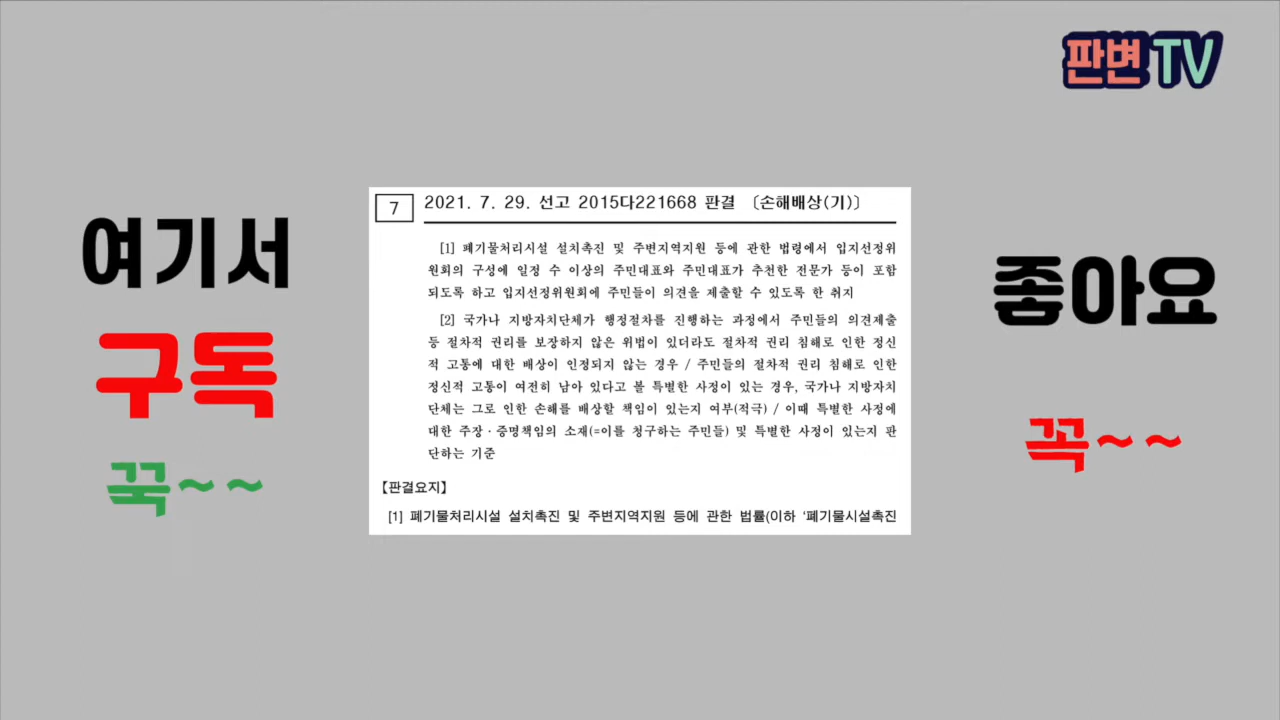 판변 TV
여기서
구독
꾹~~
7
2021. 7. 29. 선고 2015다221668 판결 〔손해배상(기)〕
[1] 폐기물처리시설 설치촉진 및 주변지역지원 등에 관한 법령에서 입지선정위
원회의 구성에 일정 수 이상의 주민대표와 주민대표가 추천한 전문가 등이 포함
되도록 하고 입지선정위원회에 주민들이 의견을 제출할 수 있도록 한 취지
[2] 국가나 지방자치단체가 행정절차를 진행하는 과정에서 주민들의 의견제출
등 절차적 권리를 보장하지 않은 위법이 있더라도 절차적 권리 침해로 인한 정신
적 고통에 대한 배상이 인정되지 않는 경우 / 주민들의 절차적 권리 침해로 인한
정신적 고통이 여전히 남아 있다고 볼 특별한 사정이 있는 경우, 국가나 지방자치
단체는 그로 인한 손해를 배상할 책임이 있는지 여부(적극) / 이때 특별한 사정에
대한 주장·증명책임의 소재(=이를 청구하는 주민들) 및 특별한 사정이 있는지 판
단하는 기준
【판결요지】
[1] 폐기물처리시설 설치촉진 및 주변지역지원 등에 관한 법률(이하 '폐기물시설촉진
좋아요
꼭~~